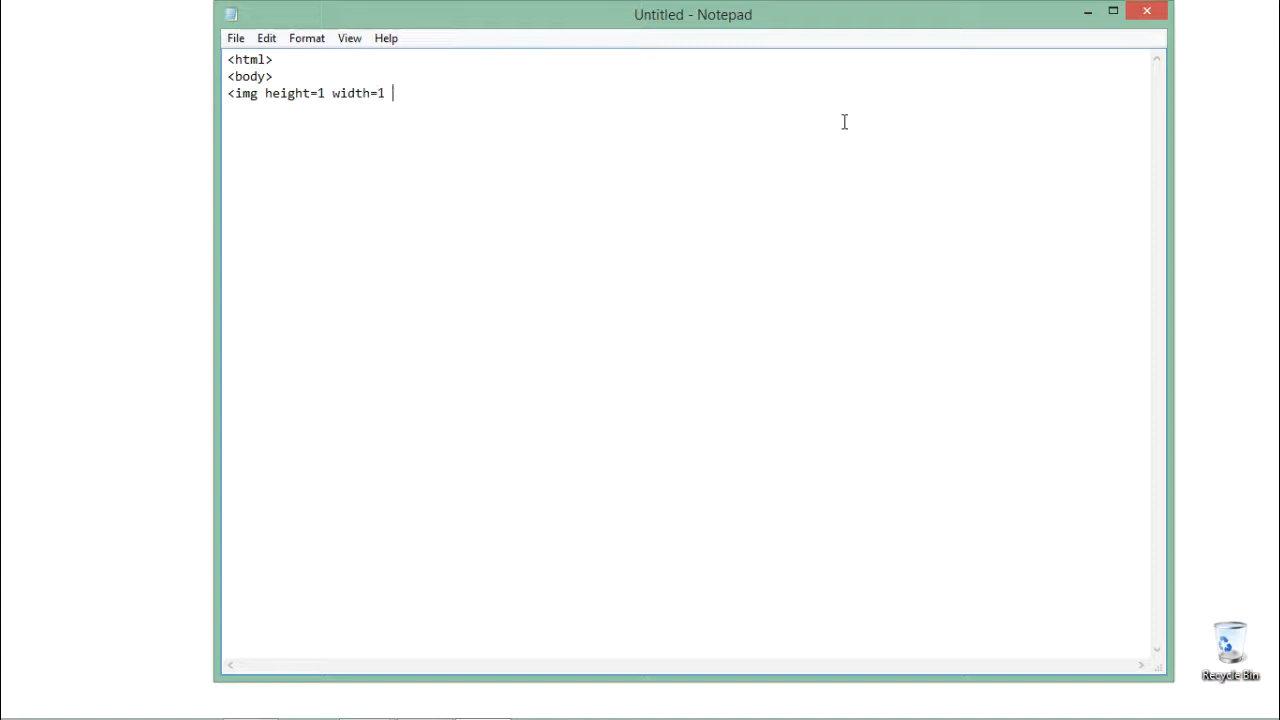 Untitled - Notepad
File Edit Format View Help
<html>
<body>
<img height=1 width=1
Recycle Bin